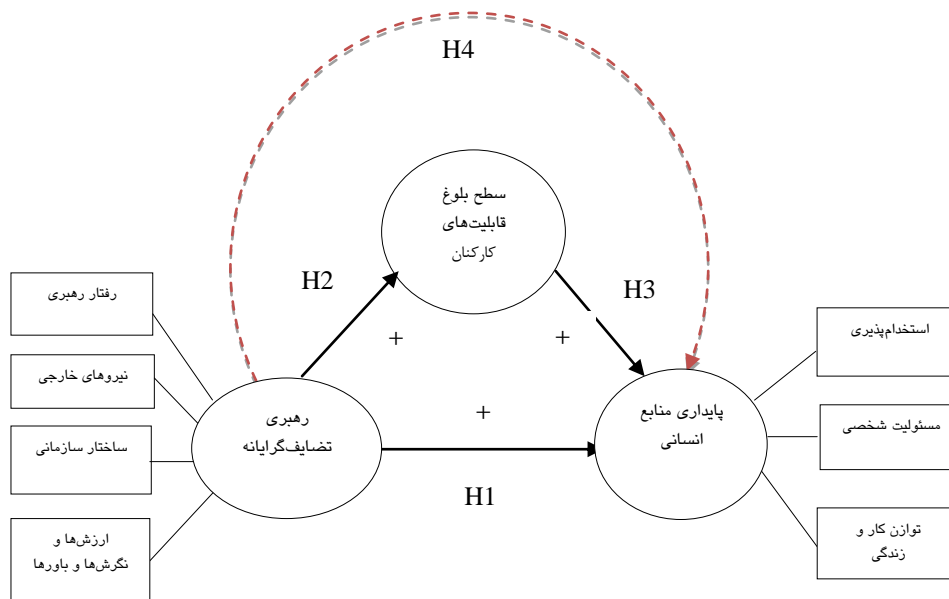 H4
سطح بلوغ
قابلیت‌های
کارکنان
H2
H3
+
+
رفتار رهبری
نیروهای خارجی
ساختار سازمانی
ارزش‌ها و
نگرش‌ها و باورها
رهبری
تضایف‌گرایانه
+
H1
پایداری منابع
انسانی
استخدام‌پذیری
مسئولیت شخصی
توازن کار و
زندگی